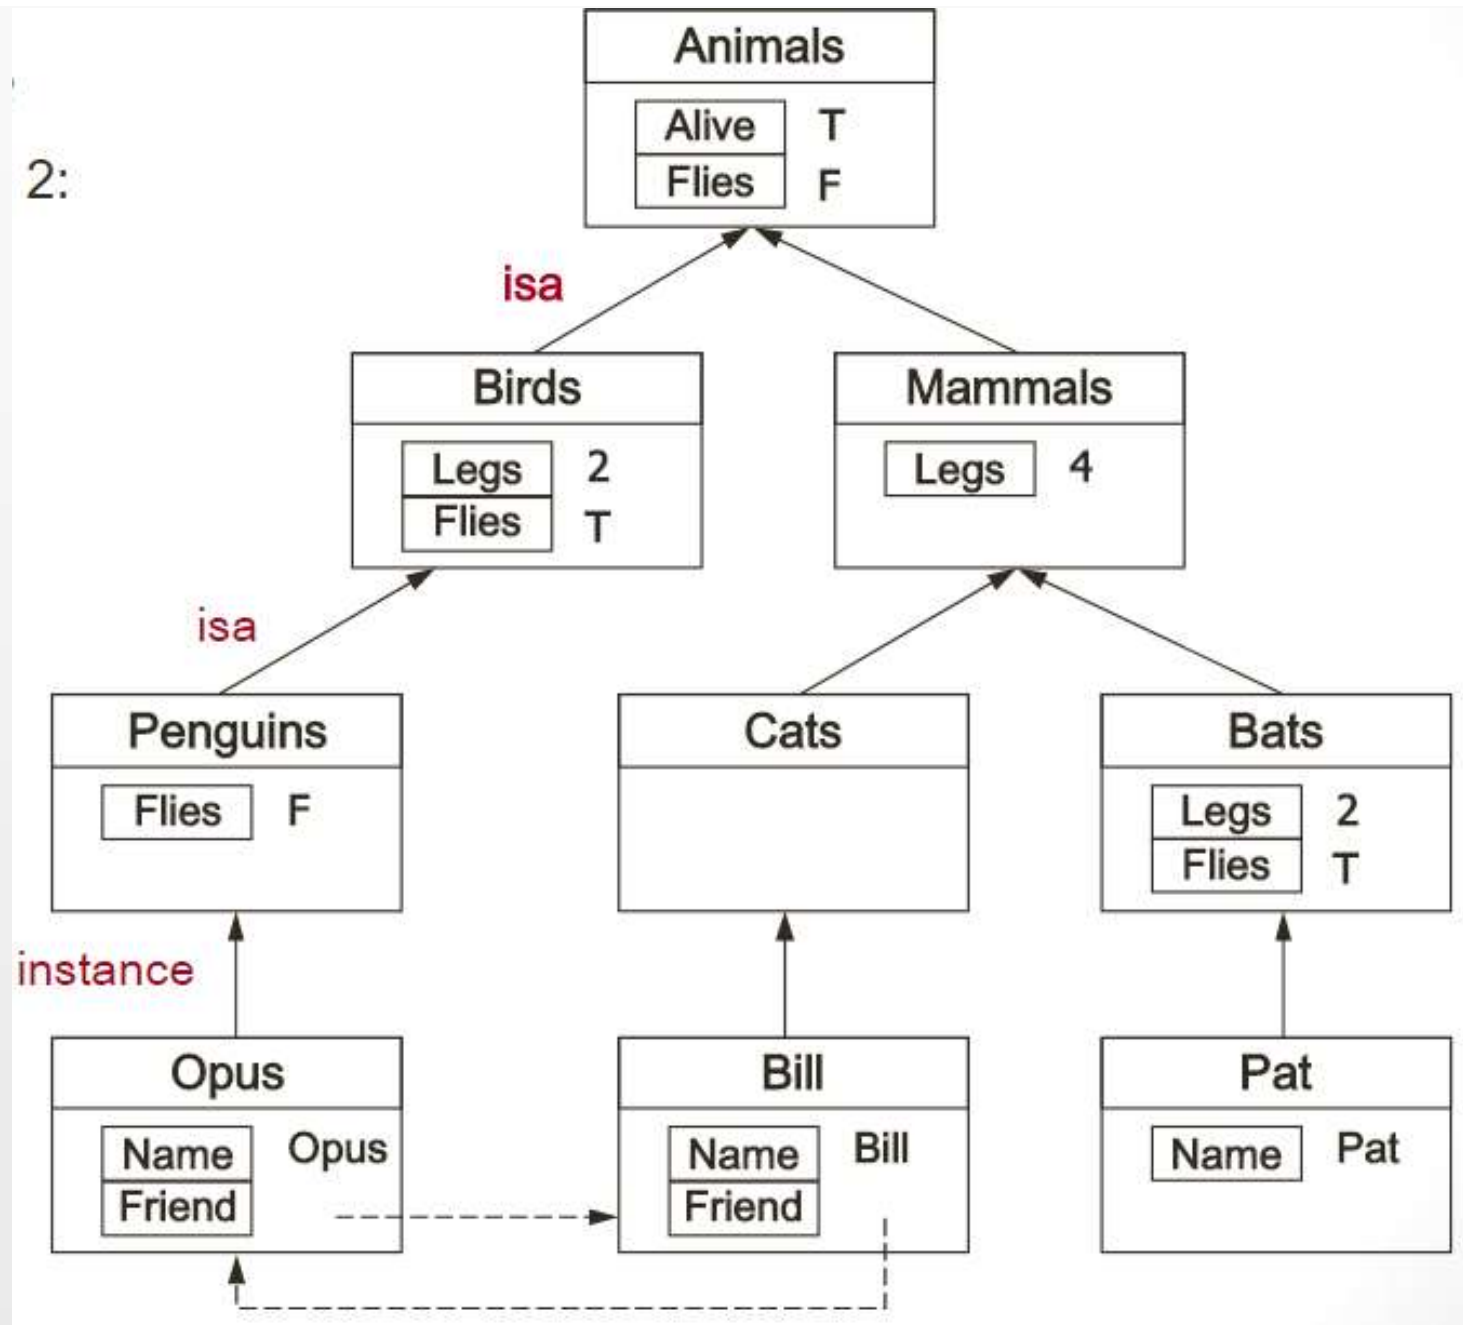 Animals
Alive T
Flies F
2:
isa
Birds
Legs 2
Flies T
Mammals
Legs 4
isa
Penguins
Flies F
Cats
Bats
Legs 2
Flies T
instance
Opus
Name Opus
Friend
Bill
Name Bill
Friend
Pat
Name Pat